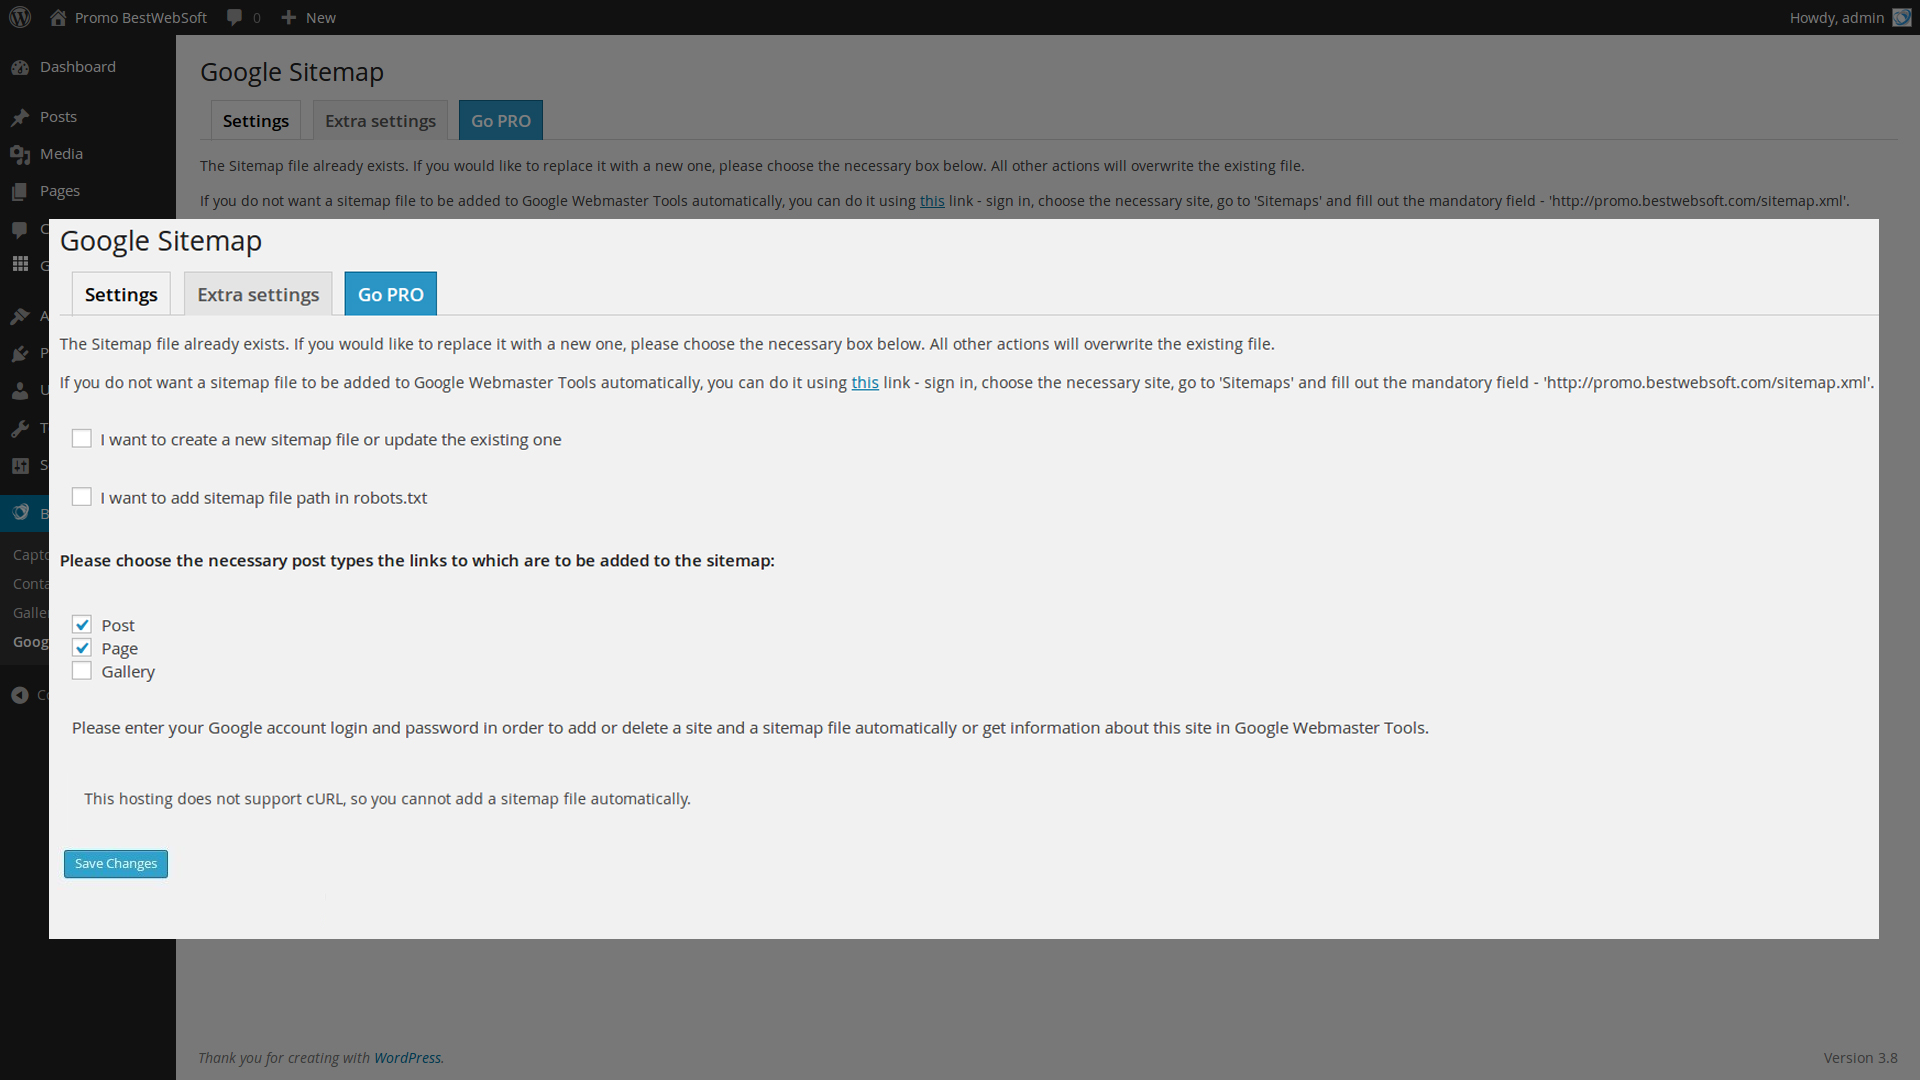 Promo BestWebSoft 0 New Howdy, admin
Dashboard
Posts
Media
Pages
Google Sitemap
Settings Extra settings Go PRO
The Sitemap file already exists. If you would like to replace it with a new one, please choose the necessary box below. All other actions will overwrite the existing file.
If you do not want a sitemap file to be added to Google Webmaster Tools automatically, you can do it using this link - sign in, choose the necessary site, go to 'Sitemaps' and fill out the mandatory field - 'http://promo.bestwebsoft.com/sitemap.xml'.
Google Sitemap
Settings Extra settings Go PRO
The Sitemap file already exists. If you would like to replace it with a new one, please choose the necessary box below. All other actions will overwrite the existing file.
If you do not want a sitemap file to be added to Google Webmaster Tools automatically, you can do it using this link - sign in, choose the necessary site, go to 'Sitemaps' and fill out the mandatory field - 'http://promo.bestwebsoft.com/sitemap.xml'.
I want to create a new sitemap file or update the existing one
I want to add sitemap file path in robots.txt
Please choose the necessary post types the links to which are to be added to the sitemap:
Post
Page
Gallery
Please enter your Google account login and password in order to add or delete a site and a sitemap file automatically or get information about this site in Google Webmaster Tools.
This hosting does not support cURL, so you cannot add a sitemap file automatically.
Save Changes
Thank you for creating with WordPress.
Version 3.8